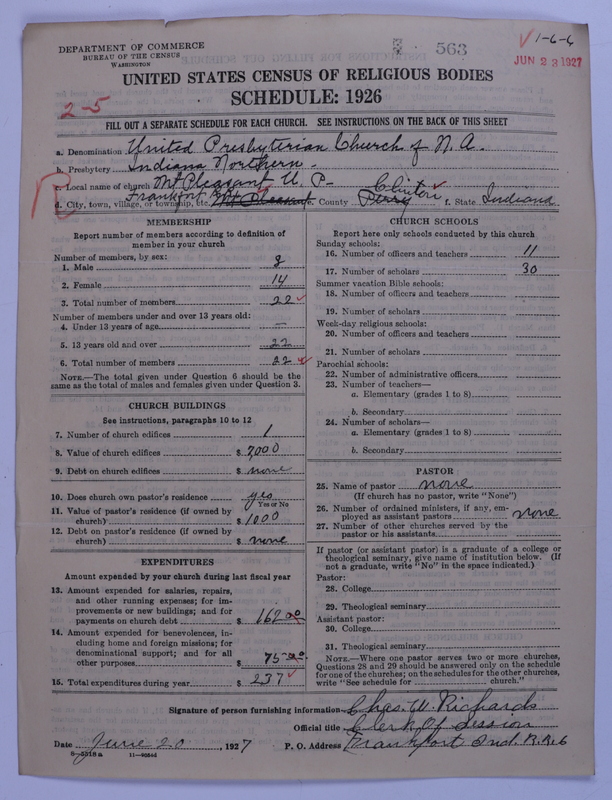 DEPARTMENT OF COMMERCE
BUREAU OF THE CENSUS
WASHINGTON
563
1-6-6
JUN 23 1927
UNITED STATES CENSUS OF RELIGIOUS BODIES
2-5
SCHEDULE: 1926
FILL OUT A SEPARATE SCHEDULE FOR EACH CHURCH. SEE INSTRUCTIONS ON THE BACK OF THIS SHEET
a. Denomination United Presbyterian Church of N. A.
b. Presbytery Indiana Northern.
c. Local name of church Mt Pleasant U. P.
d. City, town, village, or township, etc. Frankfort Mt Pleasant e. County Perry Clinton f. State Indiana
MEMBERSHIP
Report number of members according to definition of
member in your church
Number of members, by sex:
1. Male 8
2. Female 14
3. Total number of members 22
Number of members under and over 13 years old:
4. Under 13 years of age —
5. 13 years old and over 22
6. Total number of members 22
NOTE.—The total given under Question 6 should be
same as the total of males and females given under Question 3.
CHURCH BUILDINGS
See instructions, paragraphs 10 to 12
7. Number of church edifices 1
8. Value of church edifices $ 7,000
9. Debt on church edifices $ none
10. Does church own pastor's residence yes
Yes or No
11. Value of pastor's residence (if owned by
church) $ 1000
12. Debt on pastor's residence (if owned by
church) $ none
EXPENDITURES
Amount expended by your church during last fiscal year
13. Amount expended for salaries, repairs,
and other running expenses; for im-
provements or new buildings; and for
payments on church debt $ 162.00
14. Amount expended for benevolences, in-
cluding home and foreign missions; for
denominational support; and for all
other purposes $ 75.00
15. Total expenditures during year $ 237
CHURCH SCHOOLS
Report here only schools conducted by this church
Sunday schools:
16. Number of officers and teachers 11
17. Number of scholars 30
Summer vacation Bible schools:
18. Number of officers and teachers
19. Number of scholars
Week-day religious schools:
20. Number of officers and teachers
21. Number of scholars
Parochial schools:
22. Number of administrative officers
23. Number of teachers—
a. Elementary (grades 1 to 8)
b. Secondary
24. Number of scholars—
a. Elementary (grades 1 to 8)
b. Secondary
PASTOR
25. Name of pastor none
(If church has no pastor, write "None")
26. Number of ordained ministers, if any, em-
ployed as assistant pastors none
27. Number of other churches served by the
pastor or his assistants
If pastor (or assistant pastor) is a graduate of a college or
theological seminary, give name of institution below. (If
not a graduate, write "No" in the space indicated.)
Pastor:
28. College
29. Theological seminary
Assistant pastor:
30. College
31. Theological seminary
NOTE.—Where one pastor serves two or more churches,
Questions 28 and 29 should be answered only on the schedule
for one of the churches; on the schedules for the other churches,
write "See schedule for church."
Signature of person furnishing information Chas. W. Richards
Official title Clerk Of Session
Date June 20, 1927 P. O. Address Frankfort Ind. R.R. 6
8-5518a 11-9060d